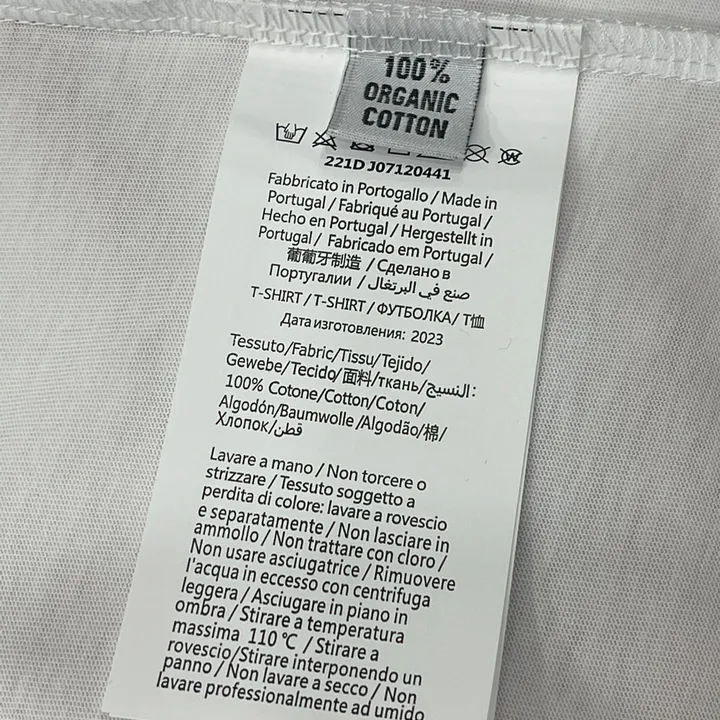 100%
ORGANIC
COTTON
W
221D J07120441
Fabbricato in Portogallo / Made in
Portugal / Fabriqué au Portugal /
Hecho en Portugal / Hergestellt in
Portugal / Fabricado em Portugal /
葡葡牙制造 / Сделано в
Португалии / صنع في البرتغال /
T-SHIRT / T-SHIRT / ФУТБОЛКА / T恤
Дата изготовления: 2023
Tessuto/Fabric/Tissu/Tejido/
Gewebe/Tecido/面料/ткань/النسيج:
100% Cotone/Cotton/Coton/
Algodón/Baumwolle /Algodão/棉/
Хлопок/قطن
Lavare a mano / Non torcere o
strizzare / Tessuto soggetto a
perdita di colore: lavare a rovescio
e separatamente / Non lasciare in
ammollo / Non trattare con cloro /
Non usare asciugatrice / Rimuovere
l'acqua in eccesso con centrifuga
leggera / Asciugare in piano in
ombra / Stirare a temperatura
massima 110 ℃ / Stirare a
rovescio/Stirare interponendo un
panno / Non lavare a secco / Non
lavare professionalmente ad umido